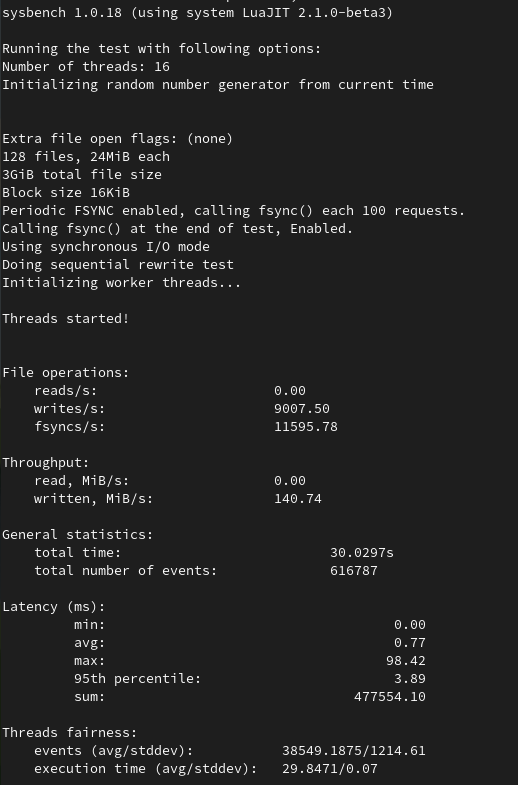 sysbench 1.0.18 (using system LuaJIT 2.1.0-beta3)
Running the test with following options:
Number of threads: 16
Initializing random number generator from current time
Extra file open flags: (none)
128 files, 24MiB each
3GiB total file size
Block size 16KiB
Periodic FSYNC enabled, calling fsync() each 100 requests.
Calling fsync() at the end of test, Enabled.
Using synchronous I/O mode
Doing sequential rewrite test
Initializing worker threads...
Threads started!
File operations:
reads/s: 0.00
writes/s: 9007.50
fsyncs/s: 11595.78
Throughput:
read, MiB/s: 0.00
written, MiB/s: 140.74
General statistics:
total time: 30.0297s
total number of events: 616787
Latency (ms):
min: 0.00
avg: 0.77
max: 98.42
95th percentile: 3.89
sum: 477554.10
Threads fairness:
events (avg/stddev): 38549.1875/1214.61
execution time (avg/stddev): 29.8471/0.07